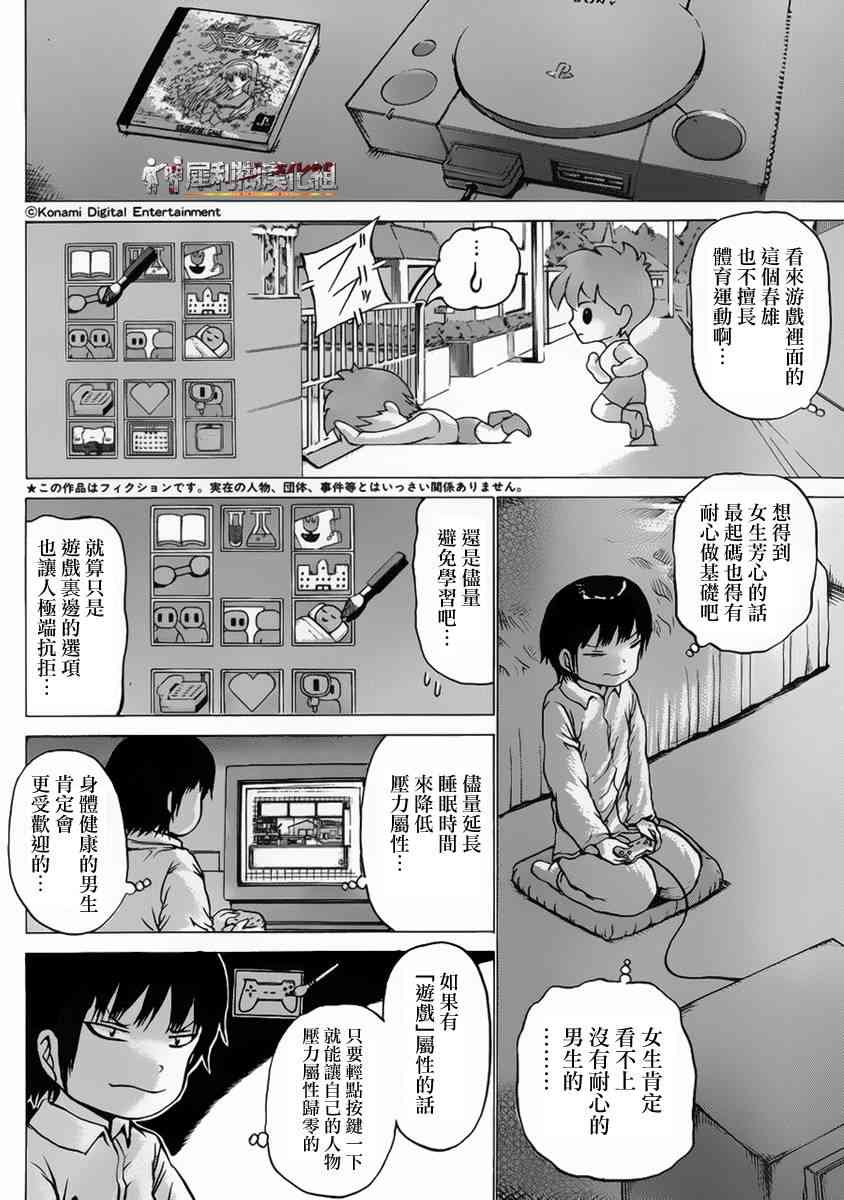 犀利街漢化組
©Konami Digital Entertainment
看來游戲裡面的
這個春雄
也不擅長
體育運動啊…
…
★この作品はフィクションです。実在の人物、団体、事件等とはいっさい関係ありません。
想得到
女生芳心的話
最起碼也得有
耐心做基礎吧
還是儘量
避免學習吧…
就算只是
遊戲裏邊的選項
也讓人極端抗拒…
儘量延長
睡眠時間
來降低
壓力屬性…
身體健康的男生
肯定會
更受歡迎的…
女生肯定
看不上
沒有耐心的
男生的
………
如果有
「遊戲」屬性的話
只要輕點按鍵一下
就能讓自己的人物
壓力屬性歸零的